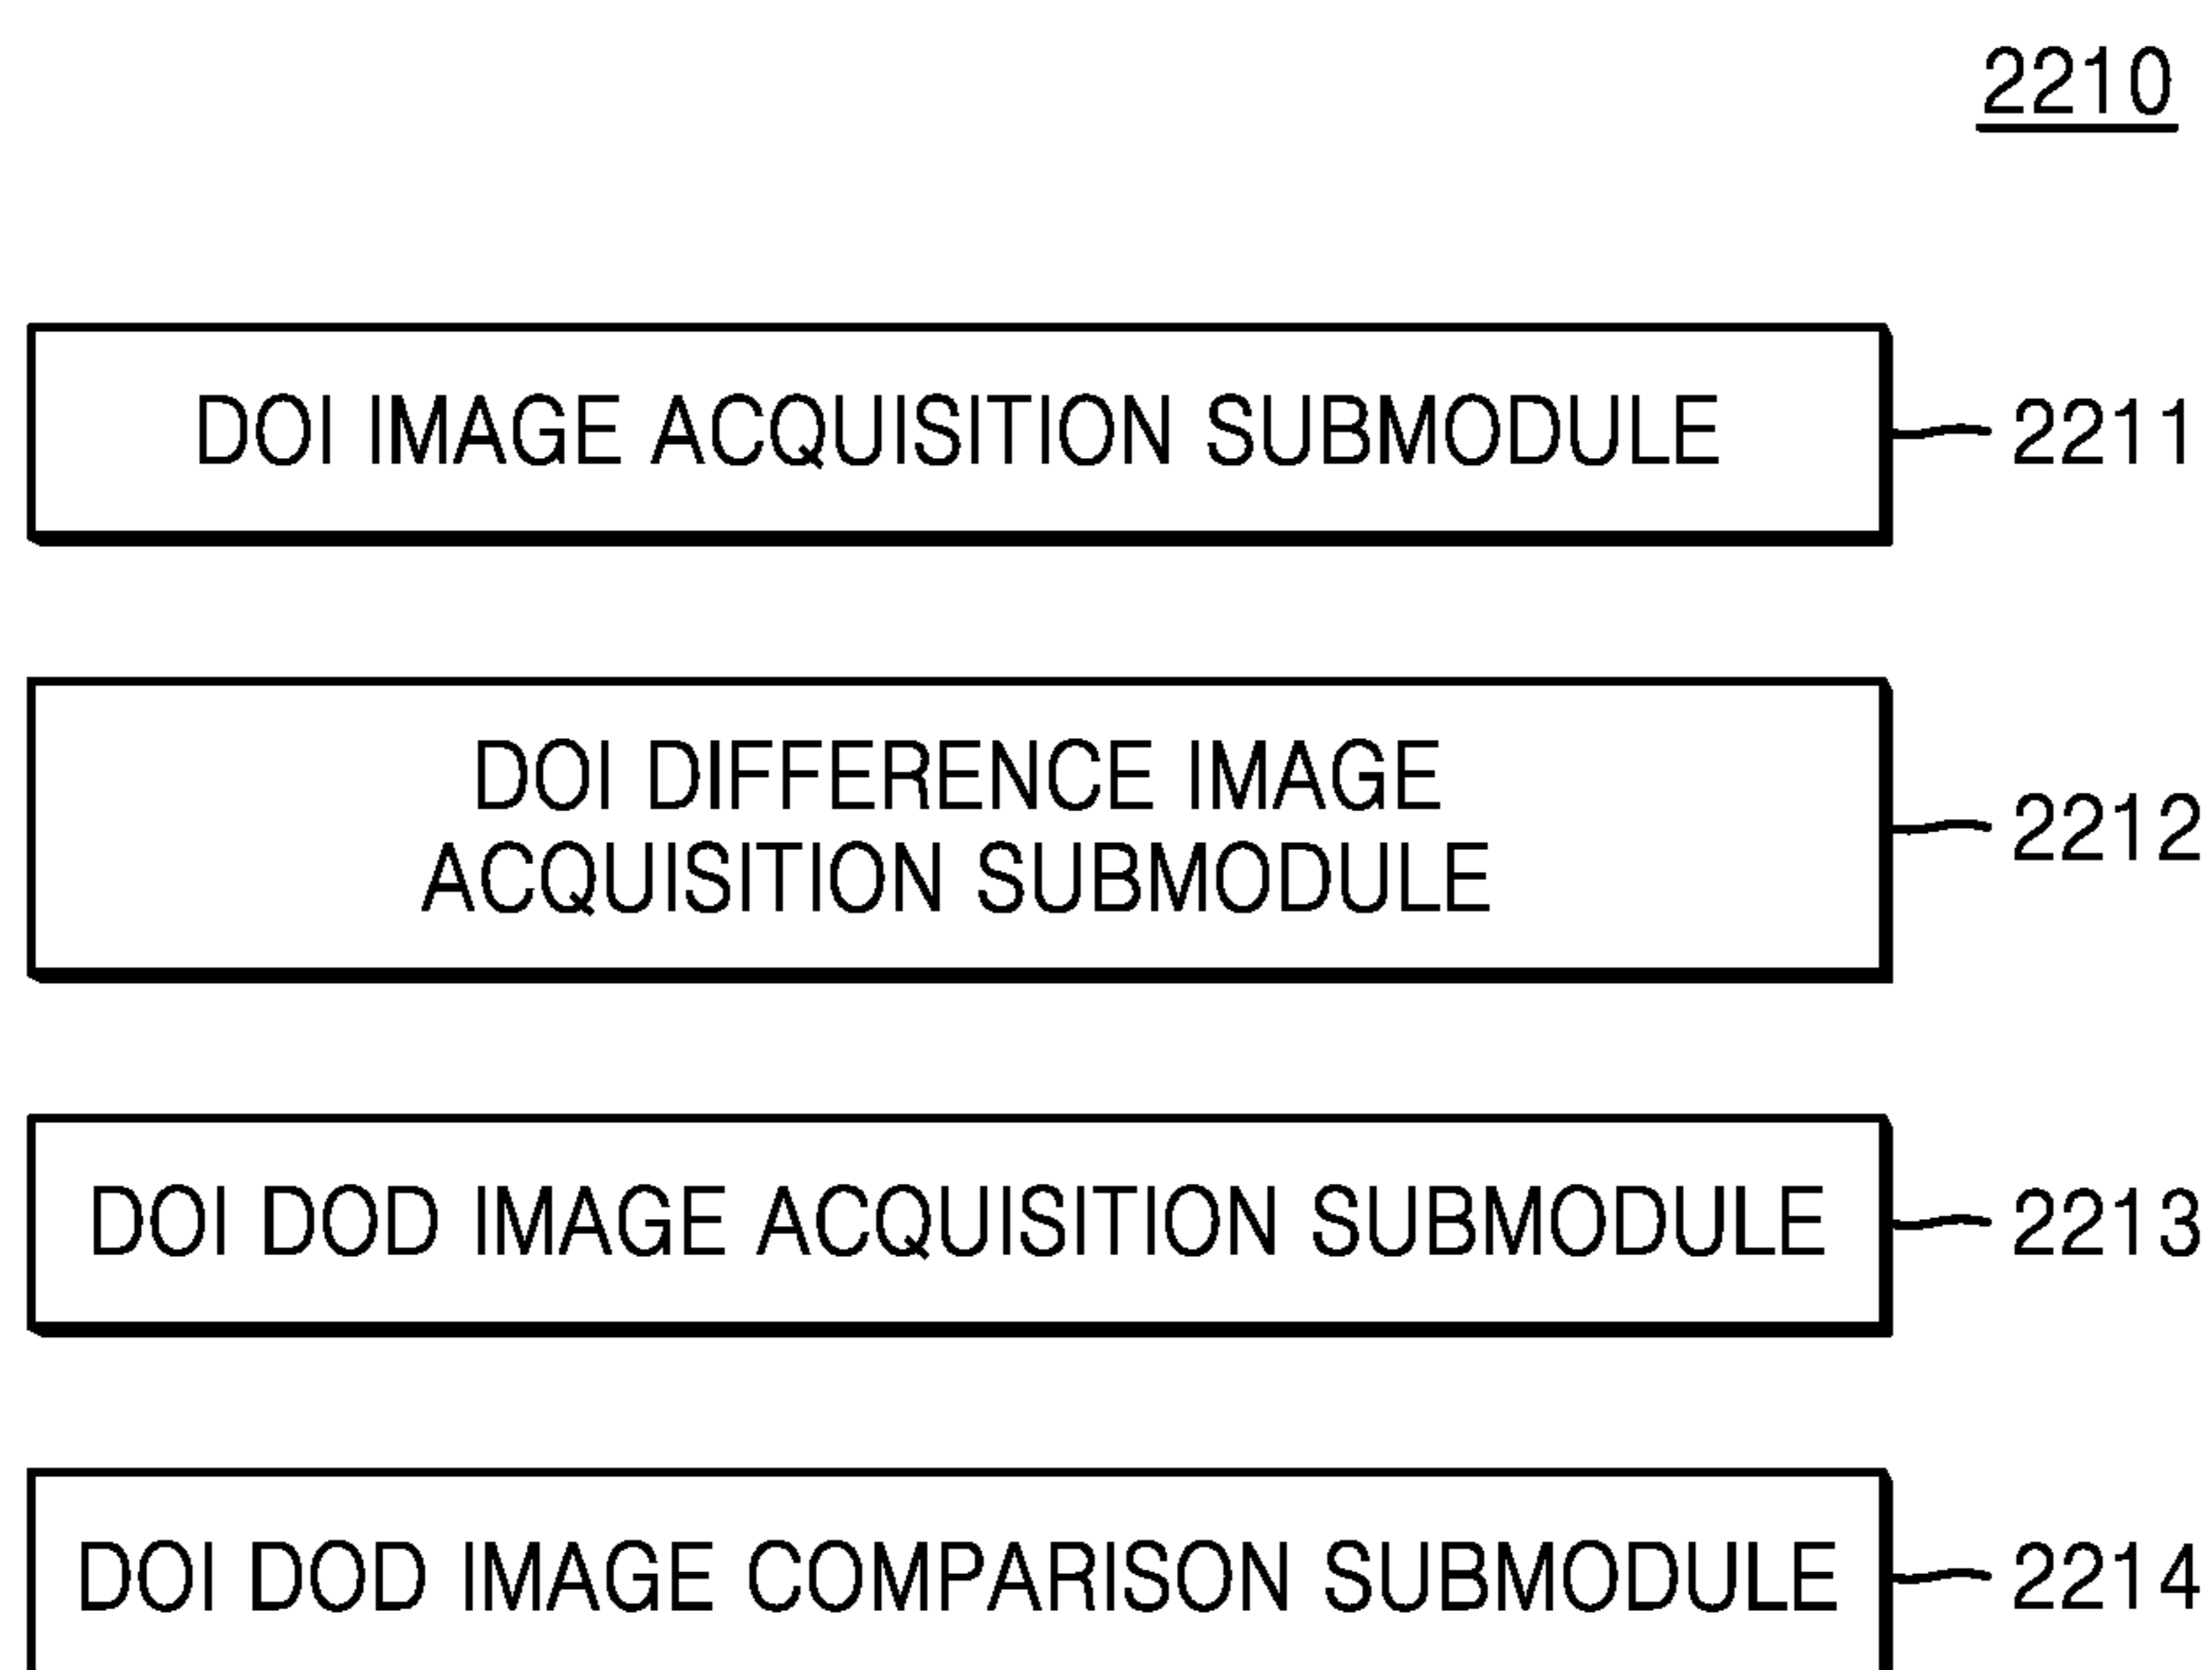 2210
DOI IMAGE ACQUISITION SUBMODULE
2211
DOI DIFFERENCE IMAGE
ACQUISITION SUBMODULE
2212
DOI DOD IMAGE ACQUISITION SUBMODULE
2213
DOI DOD IMAGE COMPARISON SUBMODULE
2214